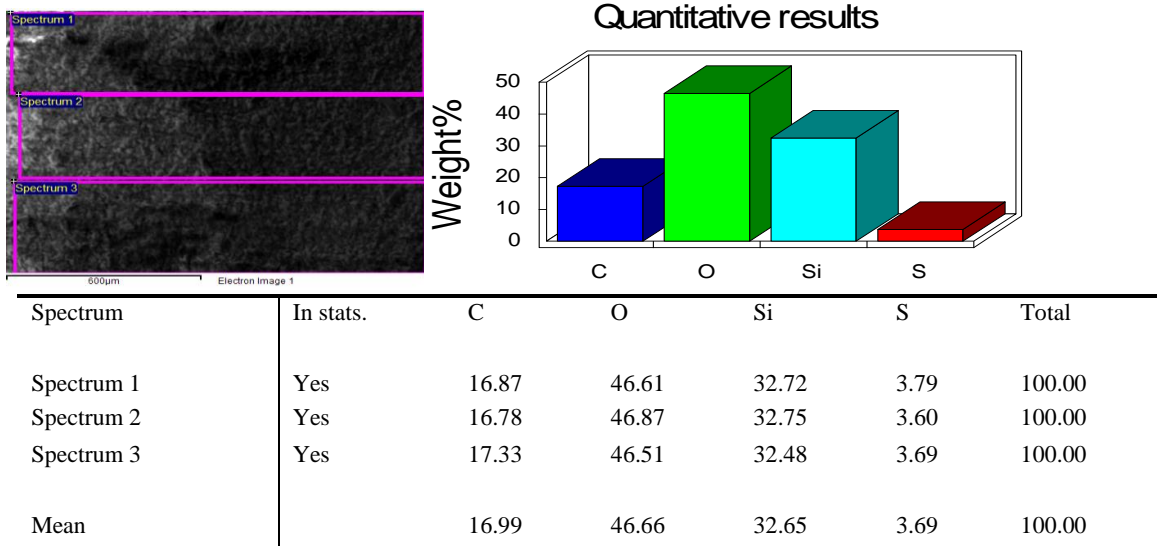 Spectrum 1
Spectrum 2
Spectrum 3
600µm Electron Image 1
Quantitative results
Weight%
50
40
30
20
10
0
C O Si S
Spectrum In stats. C O Si S Total
Spectrum 1 Yes 16.87 46.61 32.72 3.79 100.00
Spectrum 2 Yes 16.78 46.87 32.75 3.60 100.00
Spectrum 3 Yes 17.33 46.51 32.48 3.69 100.00
Mean 16.99 46.66 32.65 3.69 100.00